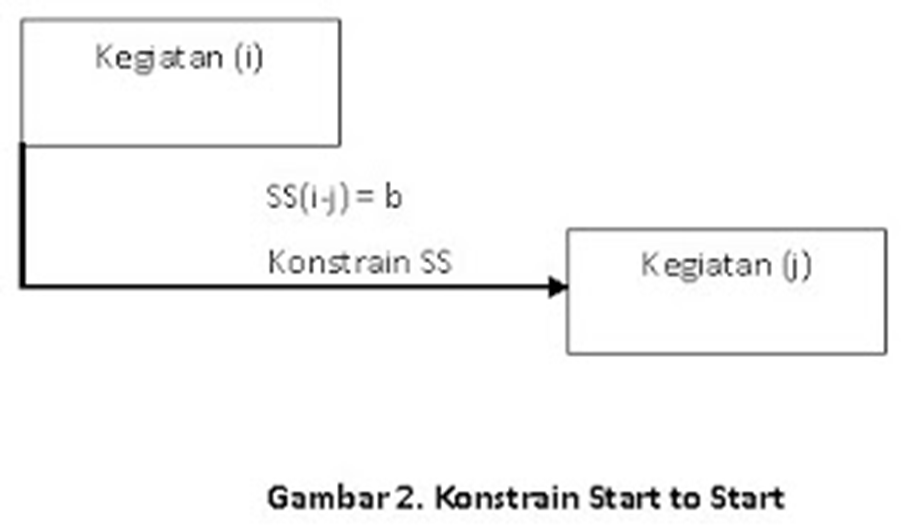 Kegiatan (i)
SS(i-j) = b
Konstrain SS
Kegiatan (j)
Gambar 2. Konstrain Start to Start